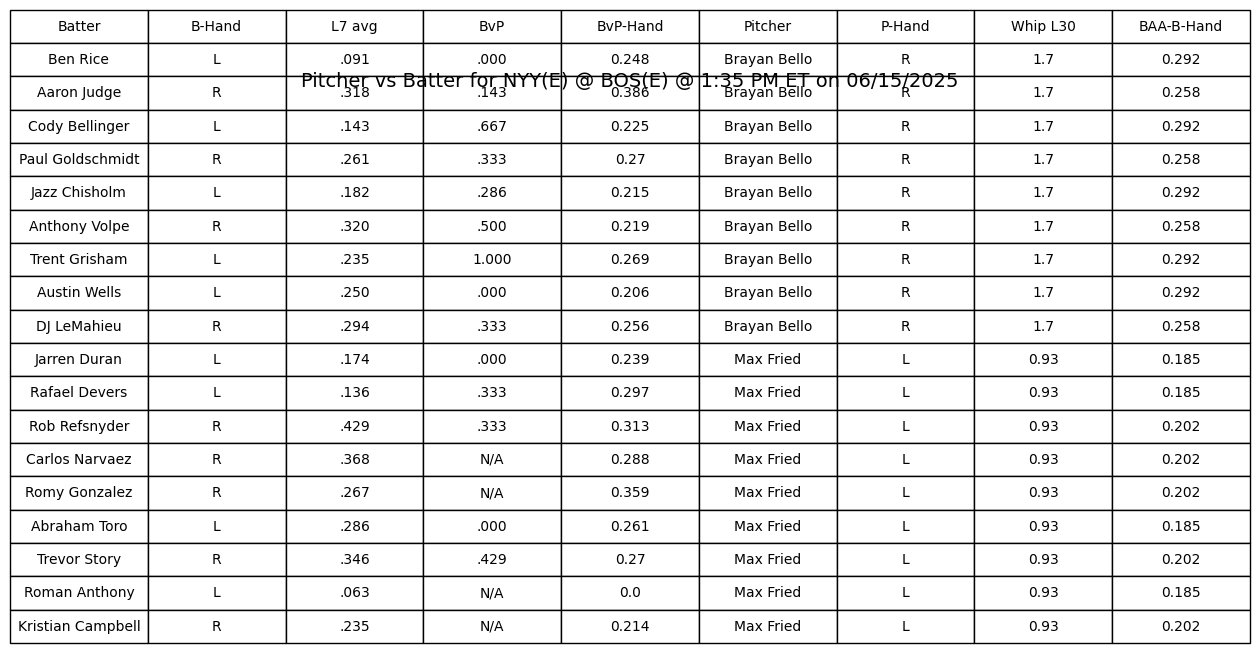 Batter B-Hand L7 avg BvP BvP-Hand Pitcher P-Hand Whip L30 BAA-B-Hand
Ben Rice L .091 .000 0.248 Brayan Bello R 1.7 0.292
Pitcher vs Batter for NYY(E) @ BOS(E) @ 1:35 PM ET on 06/15/2025
Aaron Judge R .318 .143 0.386 Brayan Bello R 1.7 0.258
Cody Bellinger L .143 .667 0.225 Brayan Bello R 1.7 0.292
Paul Goldschmidt R .261 .333 0.27 Brayan Bello R 1.7 0.258
Jazz Chisholm L .182 .286 0.215 Brayan Bello R 1.7 0.292
Anthony Volpe R .320 .500 0.219 Brayan Bello R 1.7 0.258
Trent Grisham L .235 1.000 0.269 Brayan Bello R 1.7 0.292
Austin Wells L .250 .000 0.206 Brayan Bello R 1.7 0.292
DJ LeMahieu R .294 .333 0.256 Brayan Bello R 1.7 0.258
Jarren Duran L .174 .000 0.239 Max Fried L 0.93 0.185
Rafael Devers L .136 .333 0.297 Max Fried L 0.93 0.185
Rob Refsnyder R .429 .333 0.313 Max Fried L 0.93 0.202
Carlos Narvaez R .368 N/A 0.288 Max Fried L 0.93 0.202
Romy Gonzalez R .267 N/A 0.359 Max Fried L 0.93 0.202
Abraham Toro L .286 .000 0.261 Max Fried L 0.93 0.185
Trevor Story R .346 .429 0.27 Max Fried L 0.93 0.202
Roman Anthony L .063 N/A 0.0 Max Fried L 0.93 0.185
Kristian Campbell R .235 N/A 0.214 Max Fried L 0.93 0.202